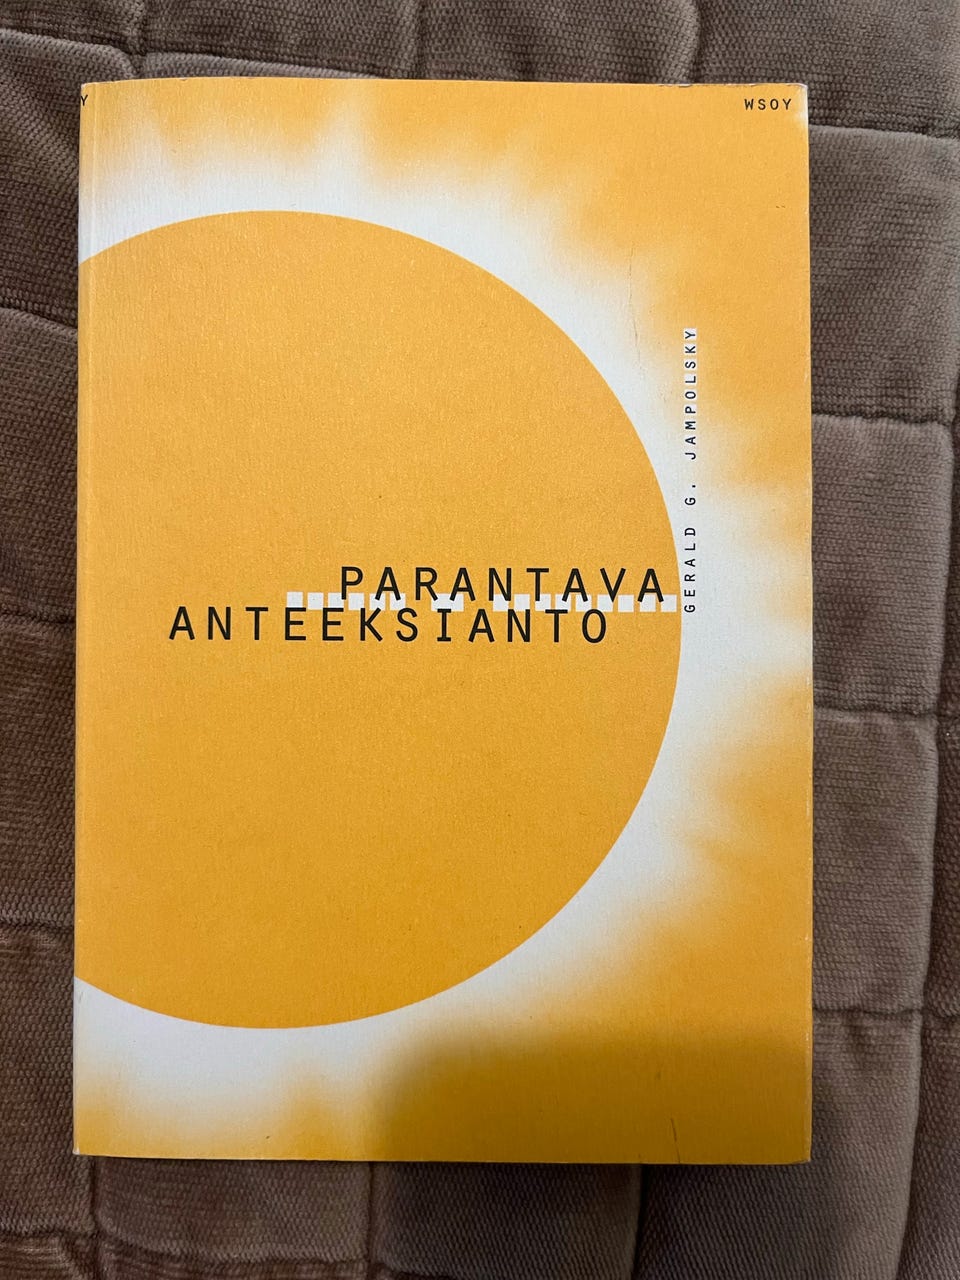 Y
WSOY
GERALD G. JAMPOLSKY
PARANTAVA
ANTEEKSIANTO